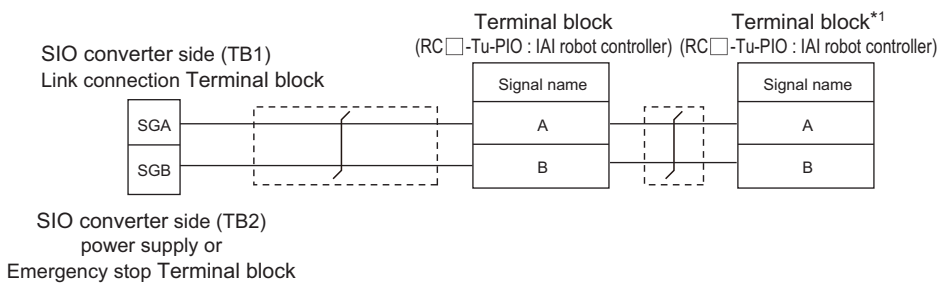 Terminal block
(RC□-Tu-PIO : IAI robot controller)
Terminal block*1
(RC□-Tu-PIO : IAI robot controller)
SIO converter side (TB1)
Link connection Terminal block
Signal name
Signal name
SGA
A
A
SGB
B
B
SIO converter side (TB2)
power supply or
Emergency stop Terminal block